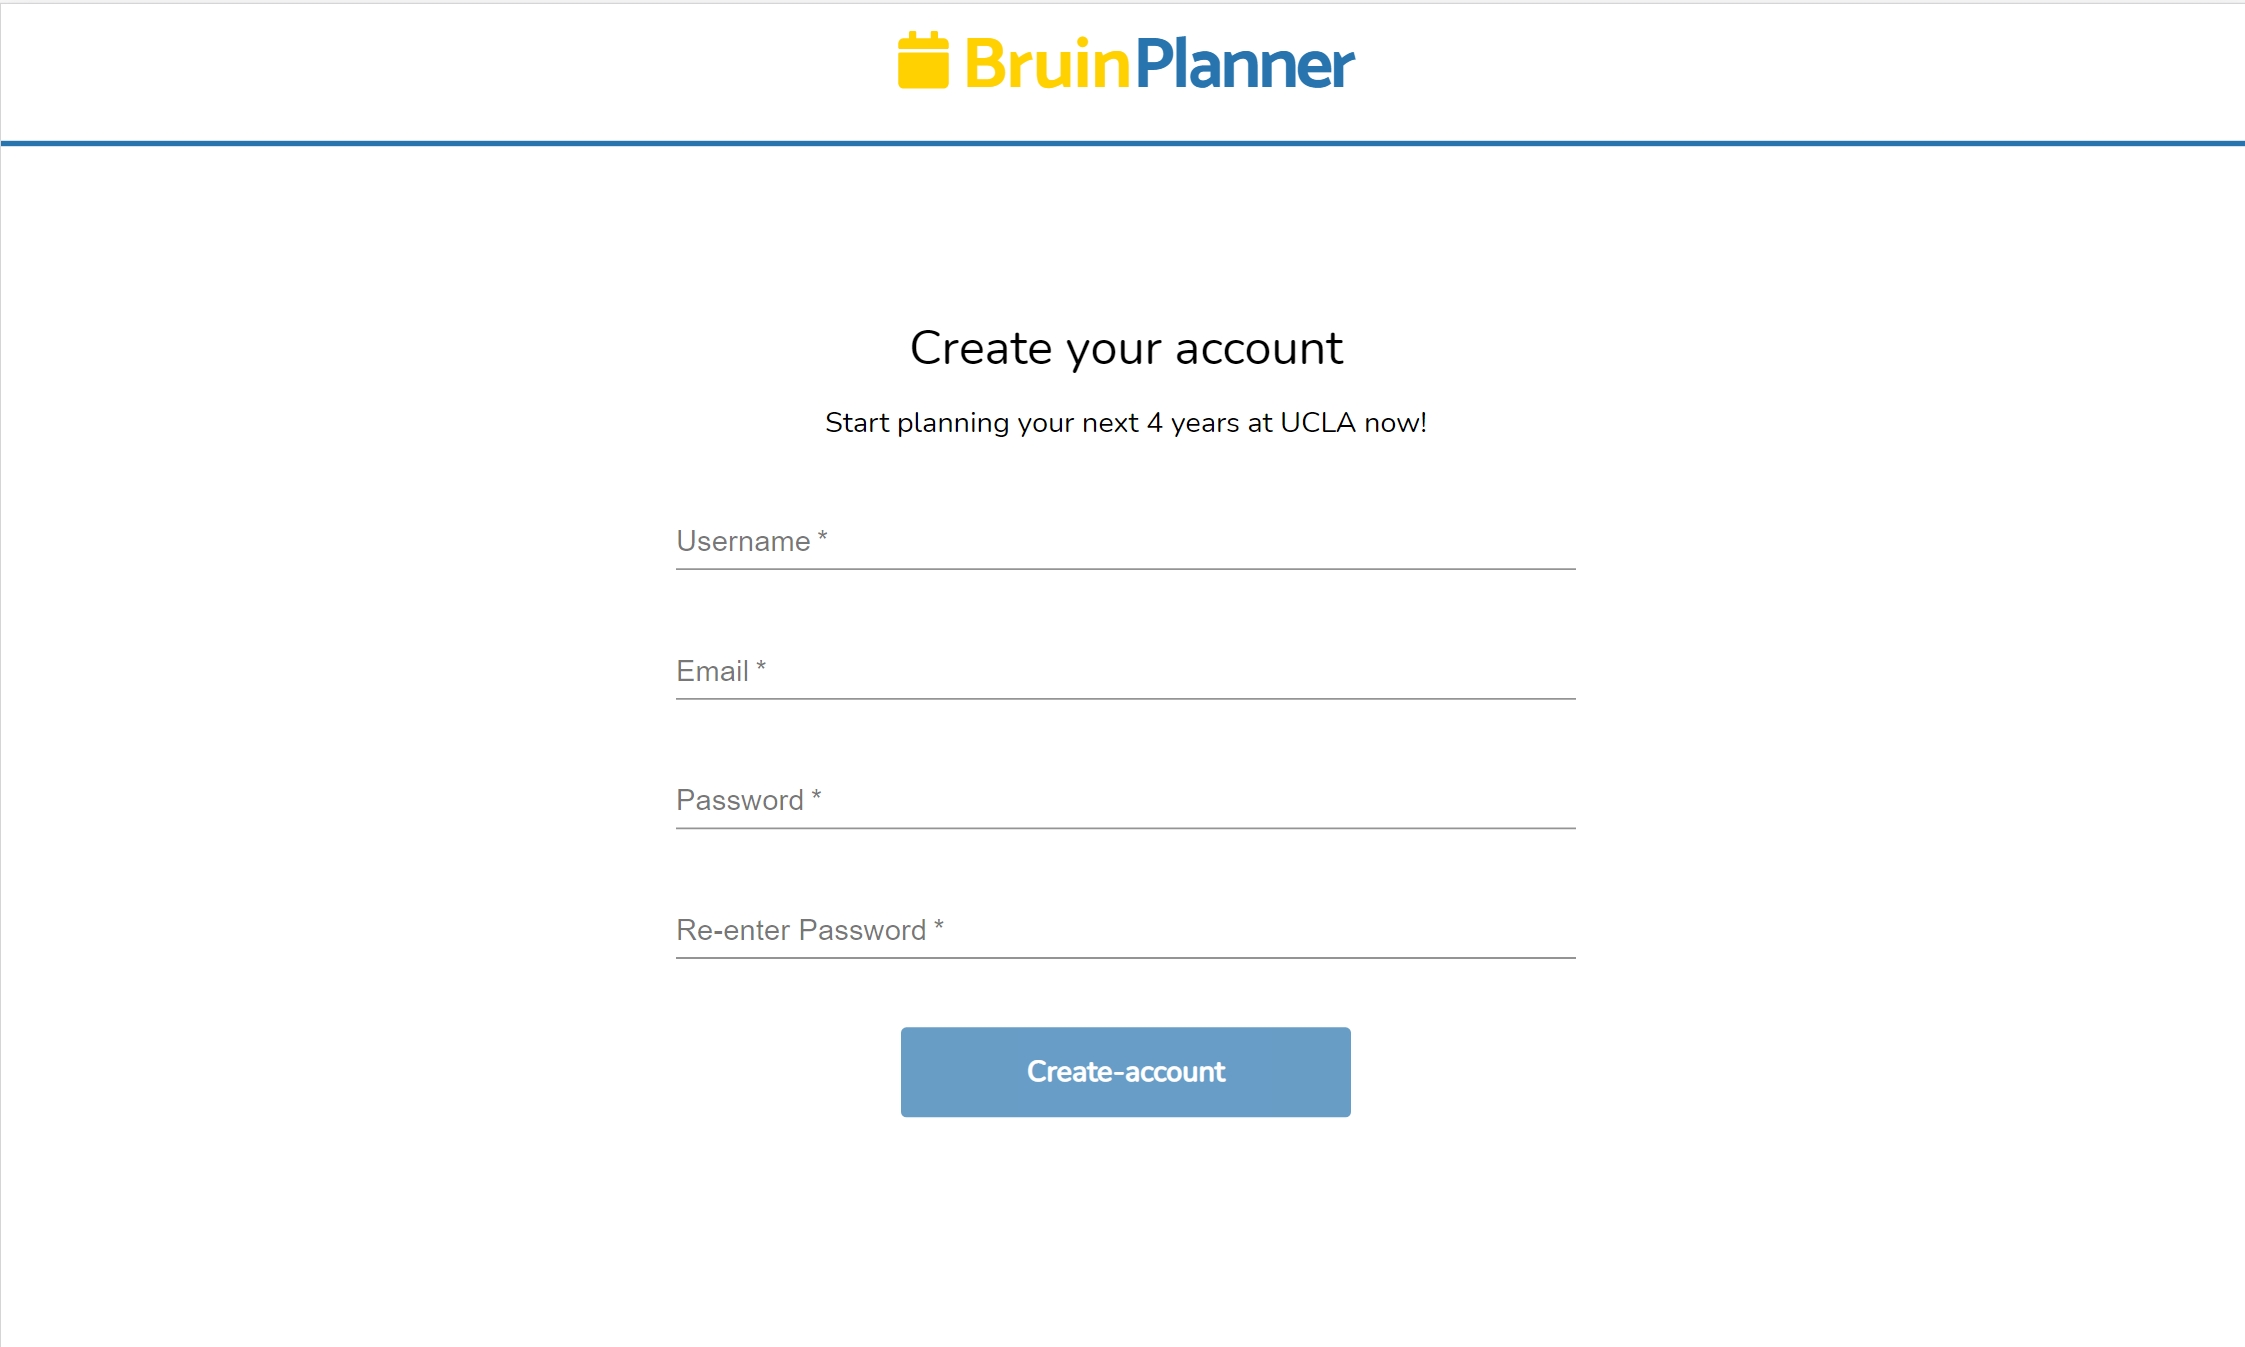 BruinPlanner
Create your account
Start planning your next 4 years at UCLA now!
Username *
Email *
Password *
Re-enter Password *
Create-account